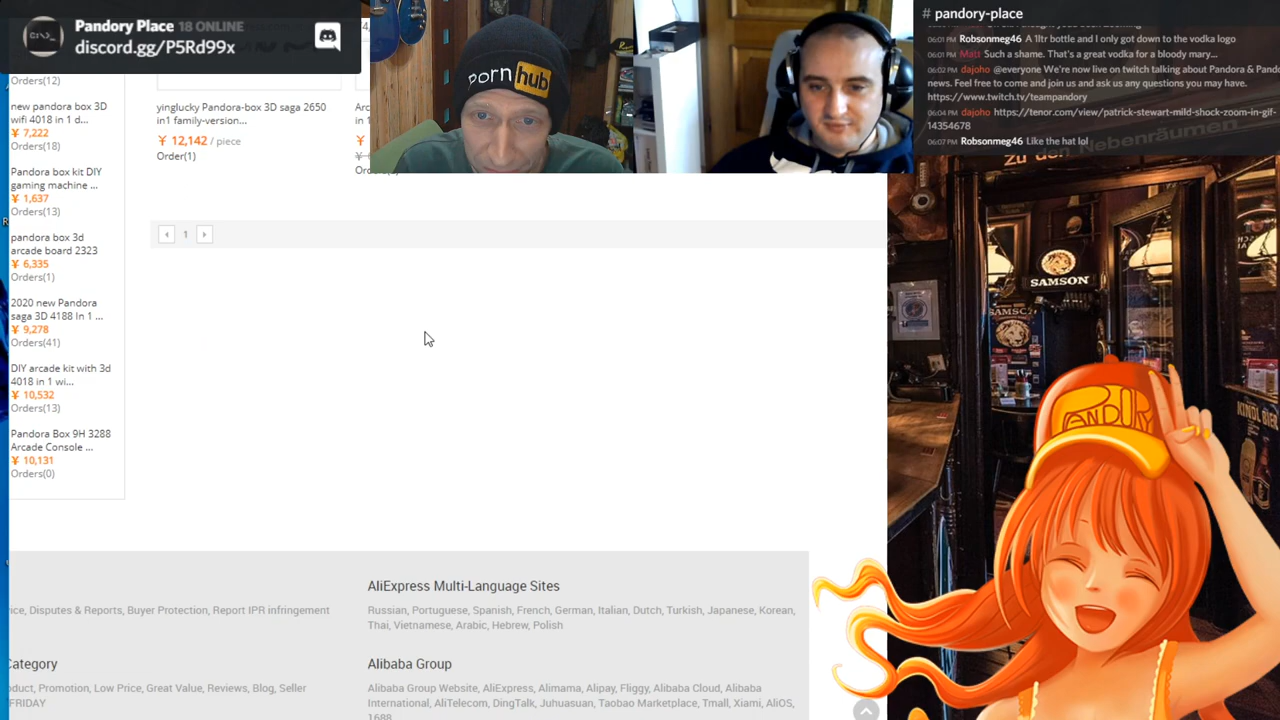 Pandory Place 18 ONLINE
discord.gg/P5Rd99x
Orders(12)
new pandora box 3D
wifi 4018 in 1 d...
¥ 7,222
Orders(18)
Pandora box kit DIY
gaming machine ...
¥ 1,637
Orders(13)
pandora box 3d
arcade board 2323
¥ 6,335
Orders(1)
2020 new Pandora
saga 3D 4188 In 1 ...
¥ 9,278
Orders(41)
DIY arcade kit with 3d
4018 in 1 wi...
¥ 10,532
Orders(13)
Pandora Box 9H 3288
Arcade Console ...
¥ 10,131
Orders(0)
yinglucky Pandora-box 3D saga 2650
in1 family-version...
¥ 12,142 / piece
Order(1)
porn hub
# pandory-place
06:01 PM Robsonmeg46 A 1ltr bottle and I only got down to the vodka logo
06:01 PM Matt Such a shame. That's a great vodka for a bloody mary...
06:02 PM dajoho @everyone We're now live on twitch talking about Pandora & Pand
news. Feel free to come and join us and ask us any questions you may have.
https://www.twitch.tv/teampandory
06:04 PM dajoho https://tenor.com/view/patrick-stewart-mild-shock-zoom-in-gif-
14354678
06:07 PM Robsonmeg46 Like the hat lol
Zu den Nebenräumen
SAMSON
KINDL BIER
PANDORY
1
AliExpress Multi-Language Sites
Russian, Portuguese, Spanish, French, German, Italian, Dutch, Turkish, Japanese, Korean,
Thai, Vietnamese, Arabic, Hebrew, Polish
ice, Disputes & Reports, Buyer Protection, Report IPR infringement
Category
oduct, Promotion, Low Price, Great Value, Reviews, Blog, Seller
FRIDAY
Alibaba Group
Alibaba Group Website, AliExpress, Alimama, Alipay, Fliggy, Alibaba Cloud, Alibaba
International, AliTelecom, DingTalk, Juhuasuan, Taobao Marketplace, Tmall, Xiami, AliOS,
1688